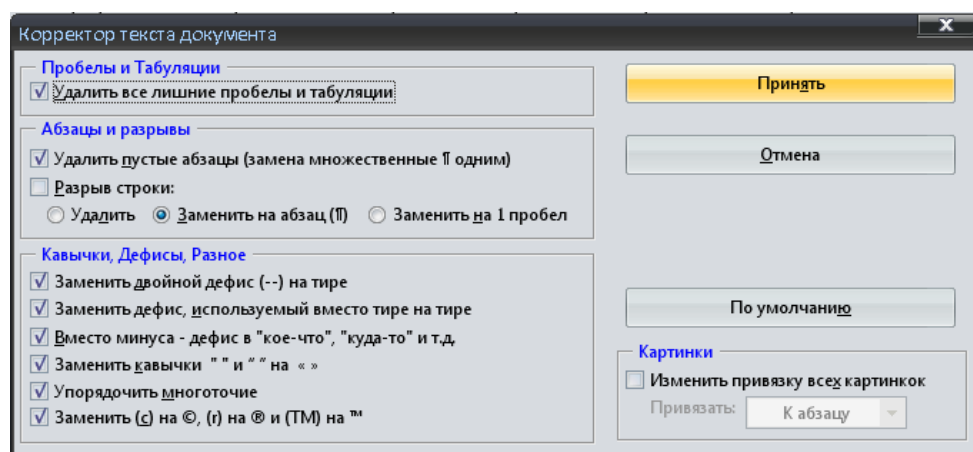 Корректор текста документа
x
Пробелы и Табуляции
Удалить все лишние пробелы и табуляции
Принять
Абзацы и разрывы
Удалить пустые абзацы (замена множественные ¶ одним)
Отмена
Разрыв строки:
Удалить Заменить на абзац (¶) Заменить на 1 пробел
Кавычки, Дефисы, Разное
Заменить двойной дефис (--) на тире
Заменить дефис, используемый вместо тире на тире
По умолчанию
Вместо минуса - дефис в "кое-что", "куда-то" и т.д.
Картинки
Заменить кавычки " " и “ ” на « »
Изменить привязку всех картинкок
Упорядочить многоточие
Привязать: К абзацу
Заменить (c) на ©, (r) на ® и (TM) на ™